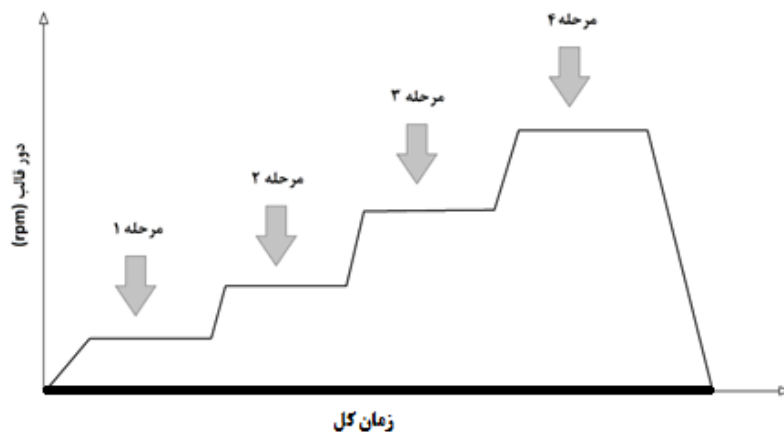 مرحله ۴
مرحله ۳
مرحله ۲
مرحله ۱
دور قالب (rpm)
زمان کل